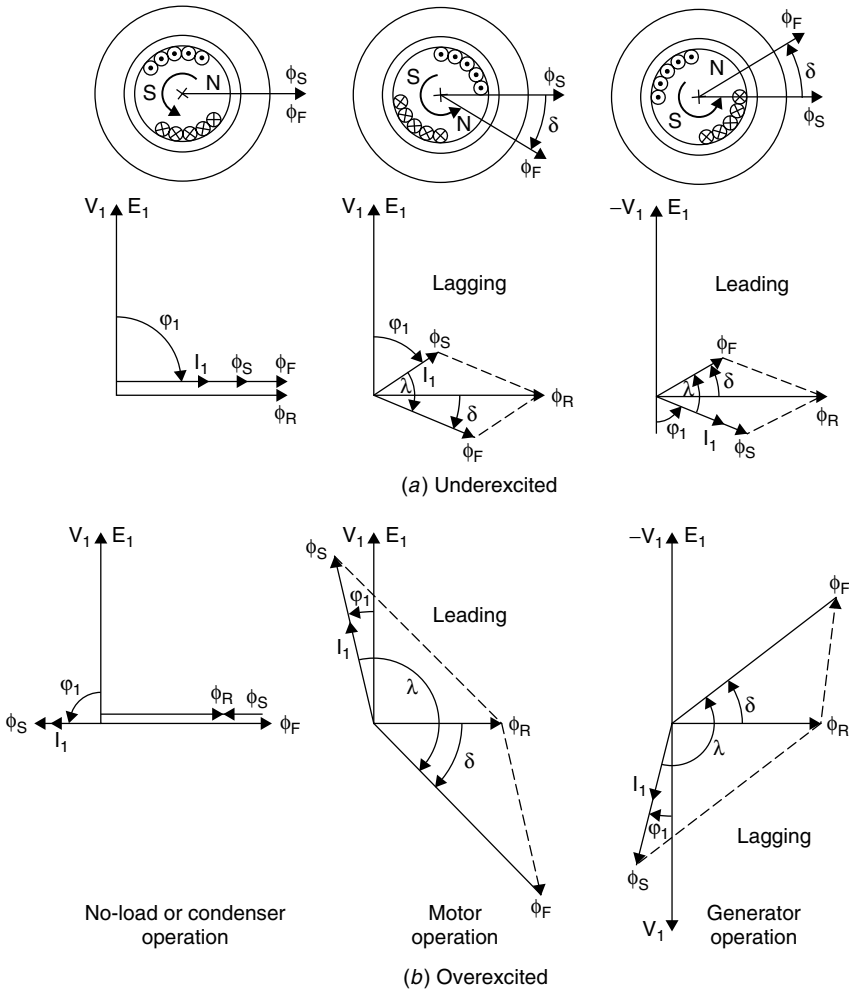 S N ϕS
ϕF
N ϕS
δ
ϕF
ϕF
N δ
S ϕS
V1 E1
φ1
I1 ϕS ϕF
ϕR
V1 E1
Lagging
φ1
ϕS
I1
λ
δ
ϕR
ϕF
–V1 E1
Leading
ϕF
λ
δ
φ1
I1
ϕS
ϕR
(a) Underexcited
V1 E1
φ1
ϕS
I1
ϕR ϕS
ϕF
ϕS
V1 E1
φ1
Leading
I1
λ
ϕR
δ
ϕF
–V1 E1
ϕF
δ
ϕR
λ
I1
φ1
Lagging
ϕS
V1
No-load or condenser
operation
Motor
operation
Generator
operation
(b) Overexcited